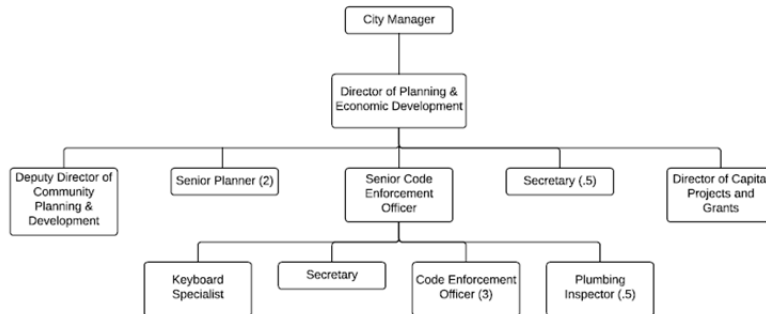 City Manager
Director of Planning &
Economic Development
Deputy Director of
Community
Planning &
Development
Senior Planner (2)
Senior Code
Enforcement
Officer
Secretary (.5)
Director of Capital
Projects and
Grants
Keyboard
Specialist
Secretary
Code Enforcement
Officer (3)
Plumbing
Inspector (.5)